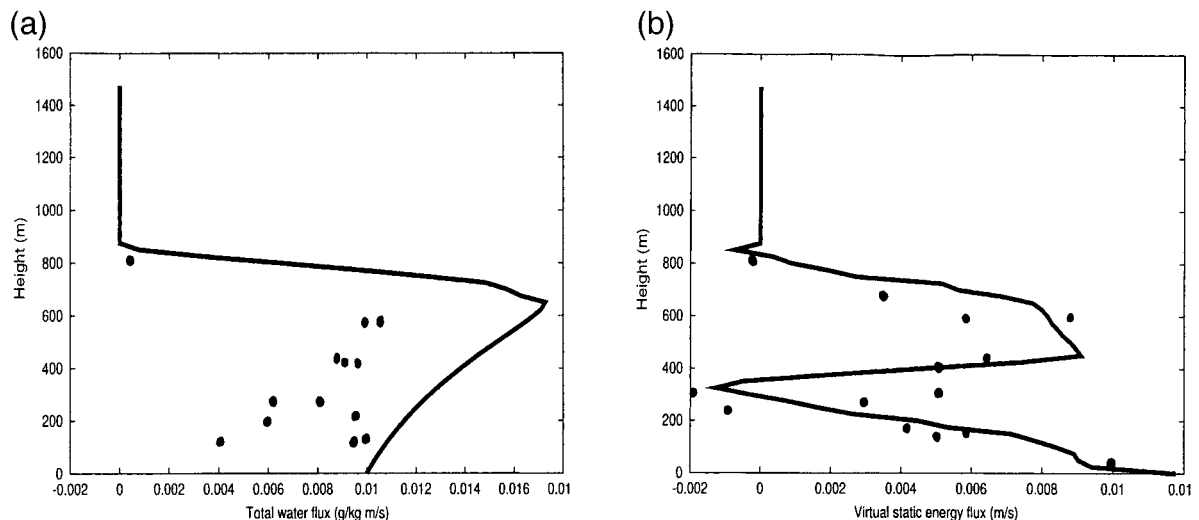 (a)
1600
1400
1200
1000
800
600
400
200
0
Height (m)
-0.002 0 0.002 0.004 0.006 0.008 0.01 0.012 0.014 0.016 0.01
Total water flux (g/kg m/s)
(b)
1600
1400
1200
1000
800
600
400
200
0
Height (m)
-0.002 0 0.002 0.004 0.006 0.008 0.01 0.01
Virtual static energy flux (m/s)